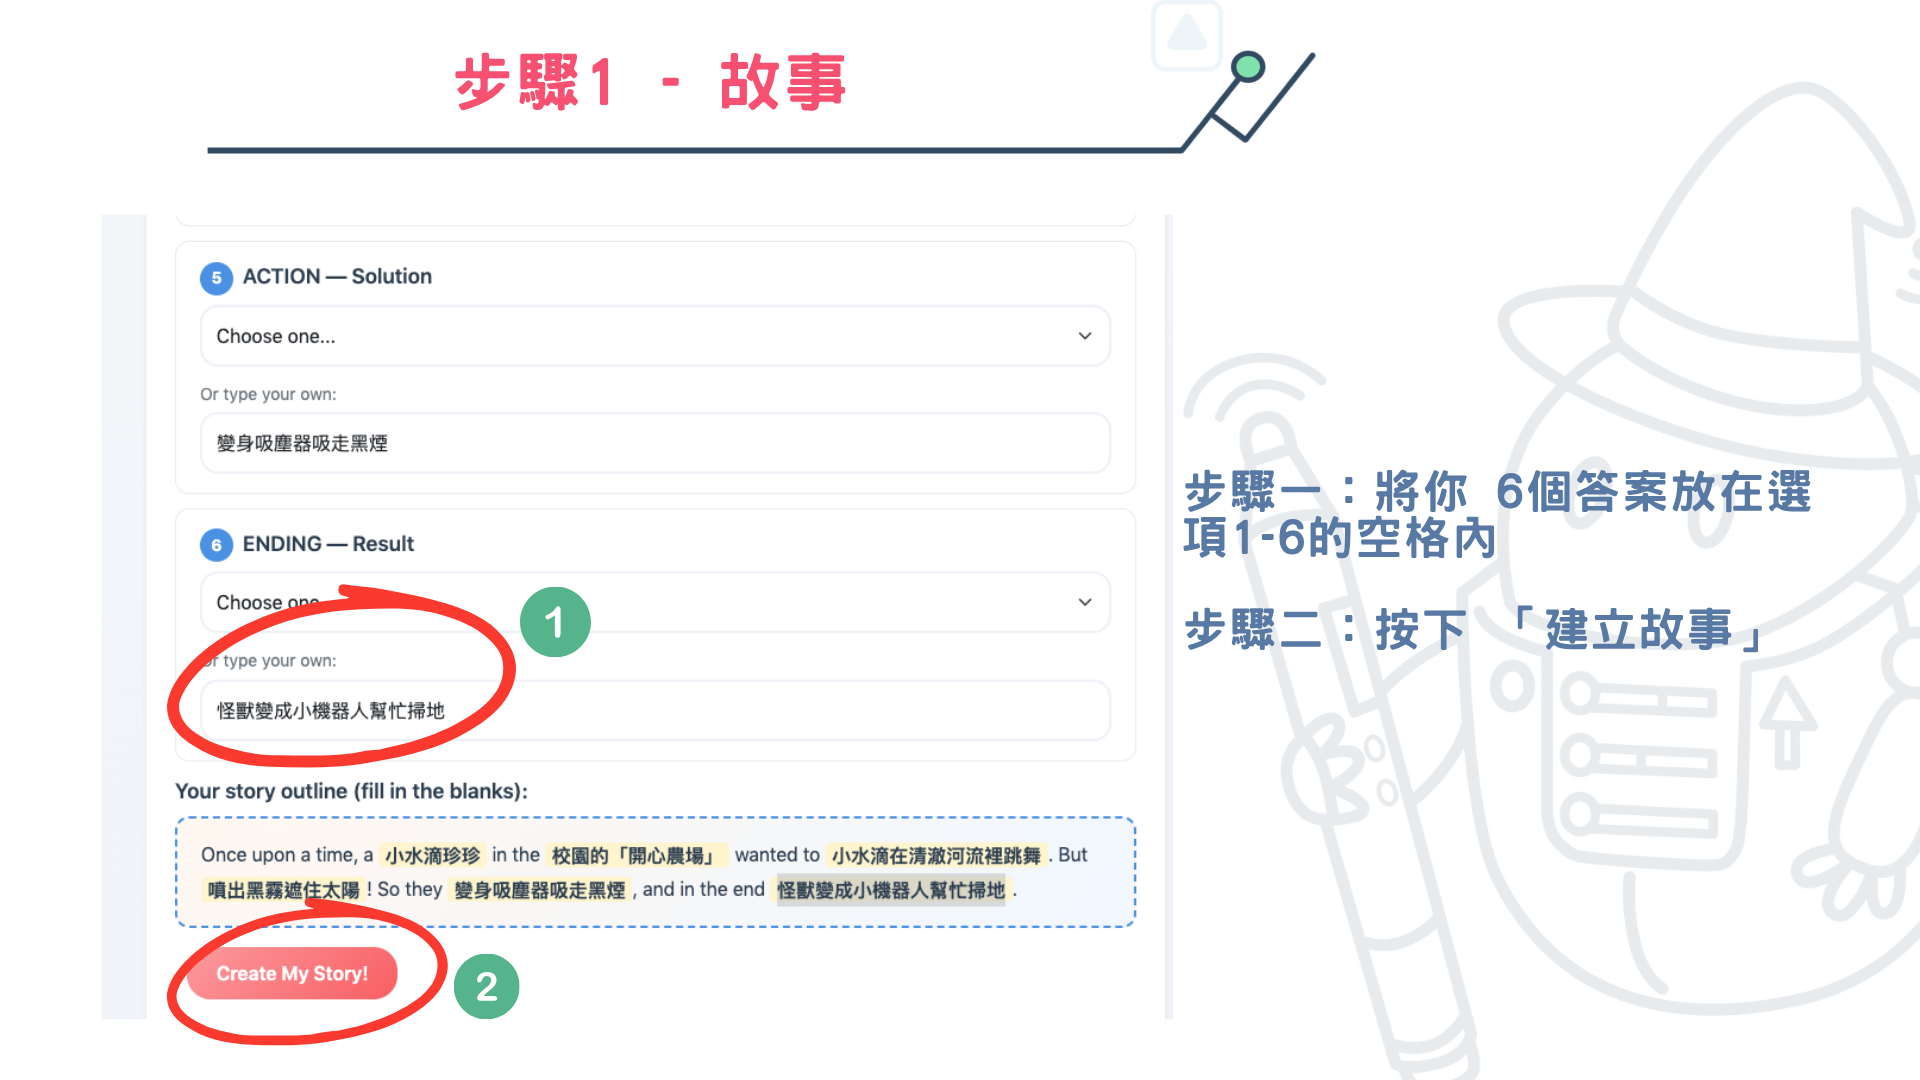 步驟1 - 故事
5 ACTION — Solution
Choose one...
Or type your own:
變身吸塵器吸走黑煙
6 ENDING — Result
Choose one
1
Or type your own:
怪獸變成小機器人幫忙掃地
Your story outline (fill in the blanks):
Once upon a time, a 小水滴珍珍 in the 校園的「開心農場」 wanted to 小水滴在清澈河流裡跳舞 . But
噴出黑霧遮住太陽 ! So they 變身吸塵器吸走黑煙 , and in the end 怪獸變成小機器人幫忙掃地 .
Create My Story!
2
步驟一：將你 6個答案放在選
項1-6的空格內
步驟二：按下 「建立故事」